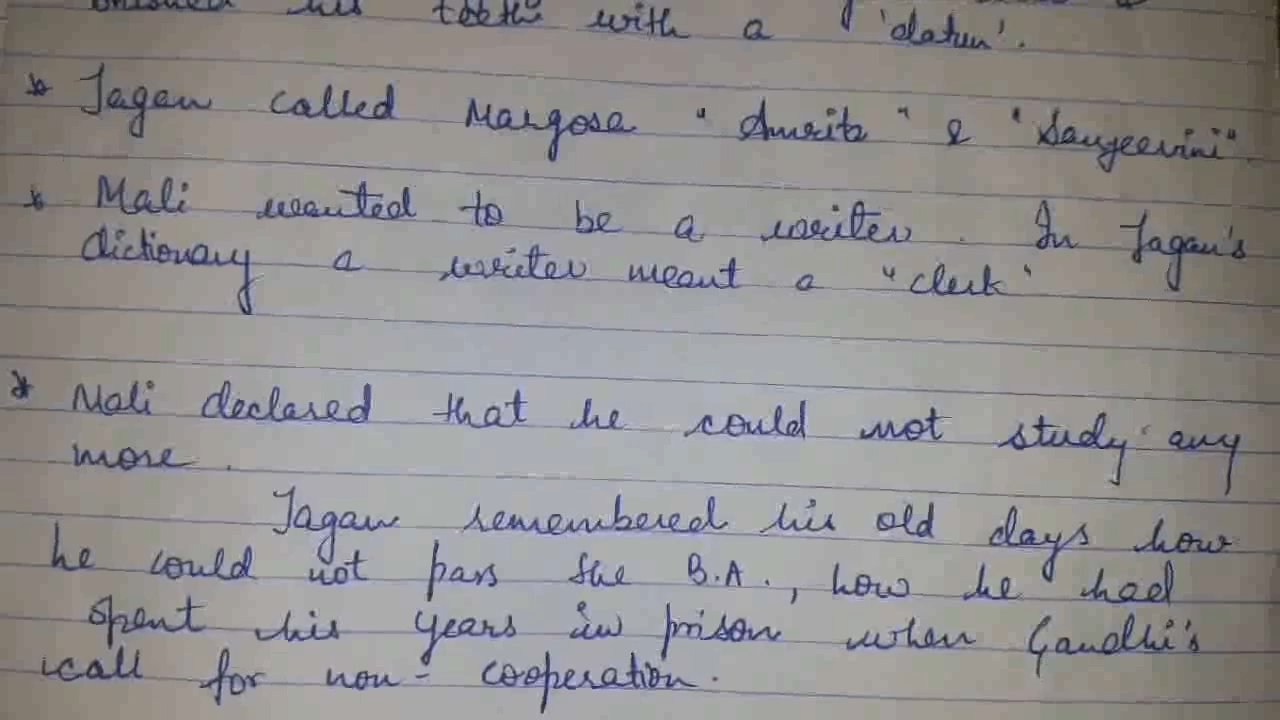 his teeth with a 'datun'.
* Jagan called Margosa "Amrita" & "Sanjeevini"
* Mali wanted to be a writer. In Jagan's
dictionary a writer meant a "clerk"
* Mali declared that he could not study any
more.
Jagan remembered his old days how
he could not pass the B.A., how he had
spent his years in prison when Gandhi's
call for non-cooperation.